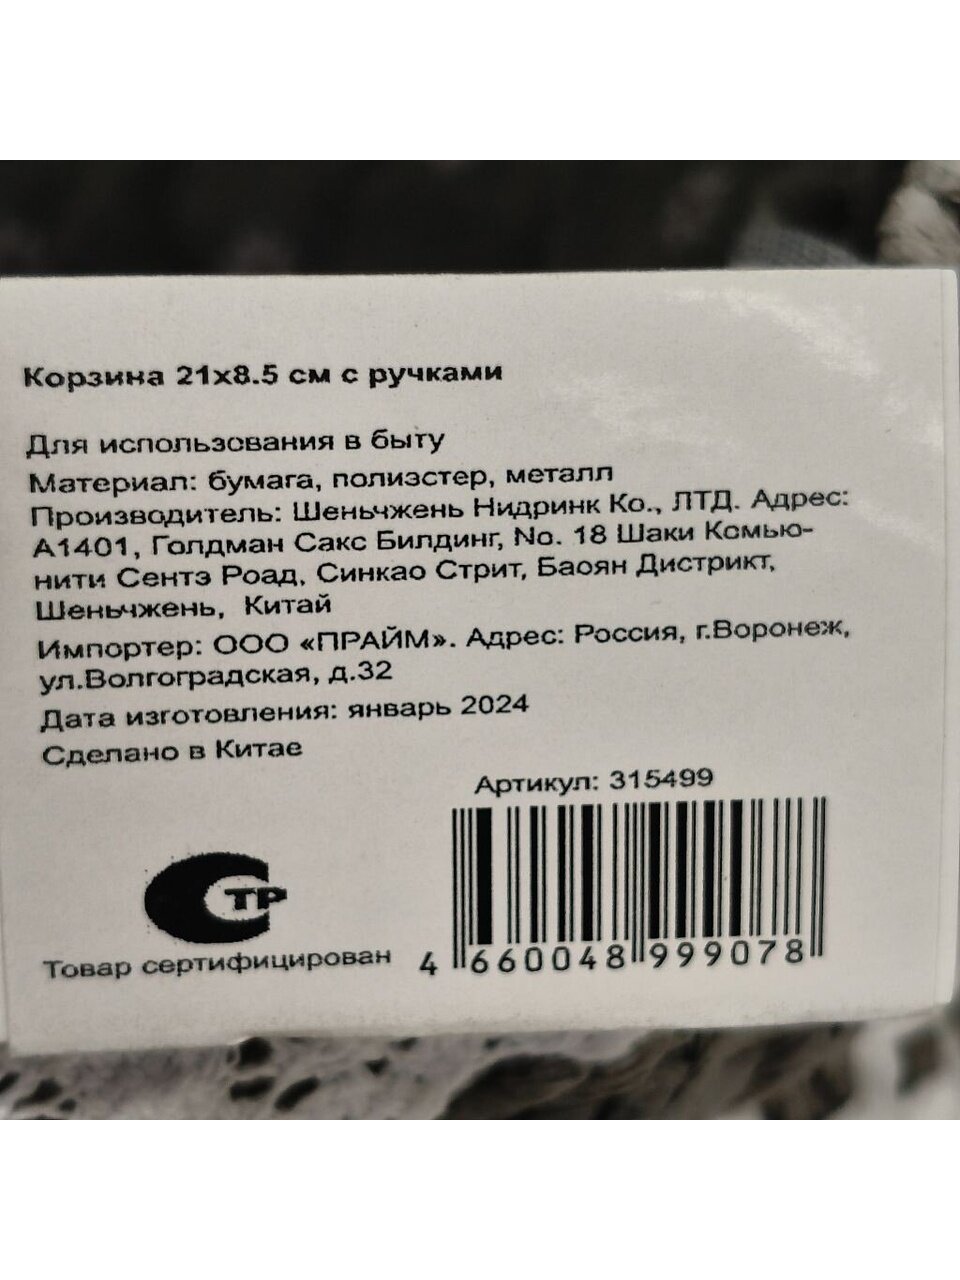 Корзина 21х8.5 см с ручками
Для использования в быту
Материал: бумага, полиэстер, металл
Производитель: Шеньчжень Нидринк Ко., ЛТД. Адрес:
А1401, Голдман Сакс Билдинг, No. 18 Шаки Комью-
нити Сентэ Роад, Синкао Стрит, Баоян Дистрикт,
Шеньчжень, Китай
Импортер: ООО «ПРАЙМ». Адрес: Россия, г.Воронеж,
ул.Волгоградская, д.32
Дата изготовления: январь 2024
Сделано в Китае
Артикул: 315499
СТР
Товар сертифицирован
4 660048 999078